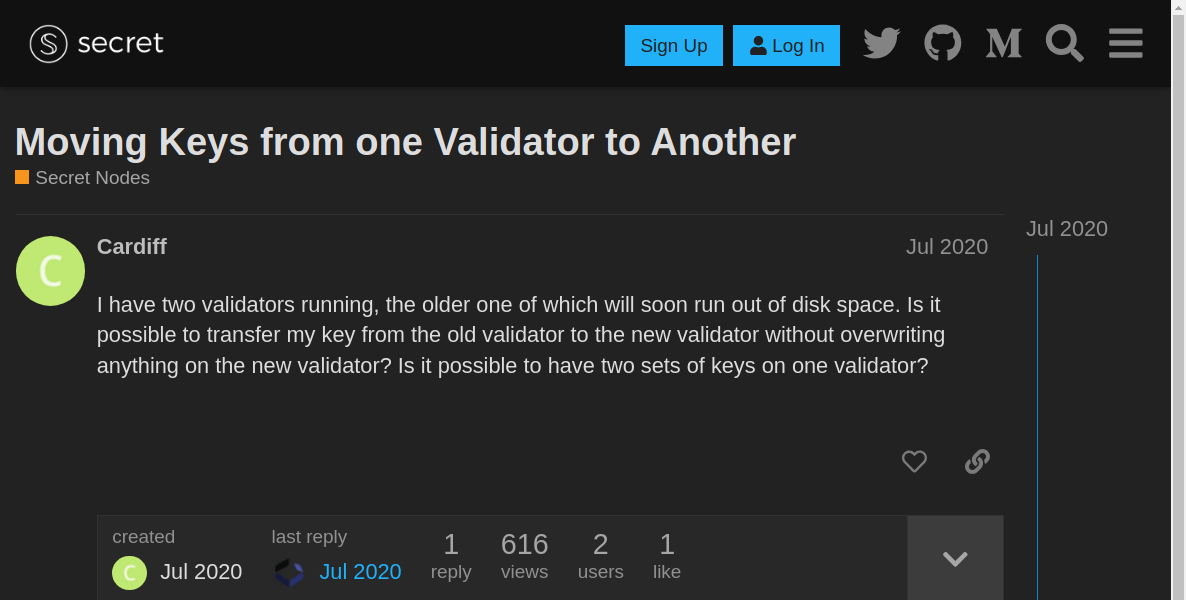 secret
Sign Up
Log In
Moving Keys from one Validator to Another
Secret Nodes
Jul 2020
C
Cardiff
Jul 2020
I have two validators running, the older one of which will soon run out of disk space. Is it
possible to transfer my key from the old validator to the new validator without overwriting
anything on the new validator? Is it possible to have two sets of keys on one validator?
created
last reply
C
Jul 2020
Jul 2020
1
reply
616
views
2
users
1
like